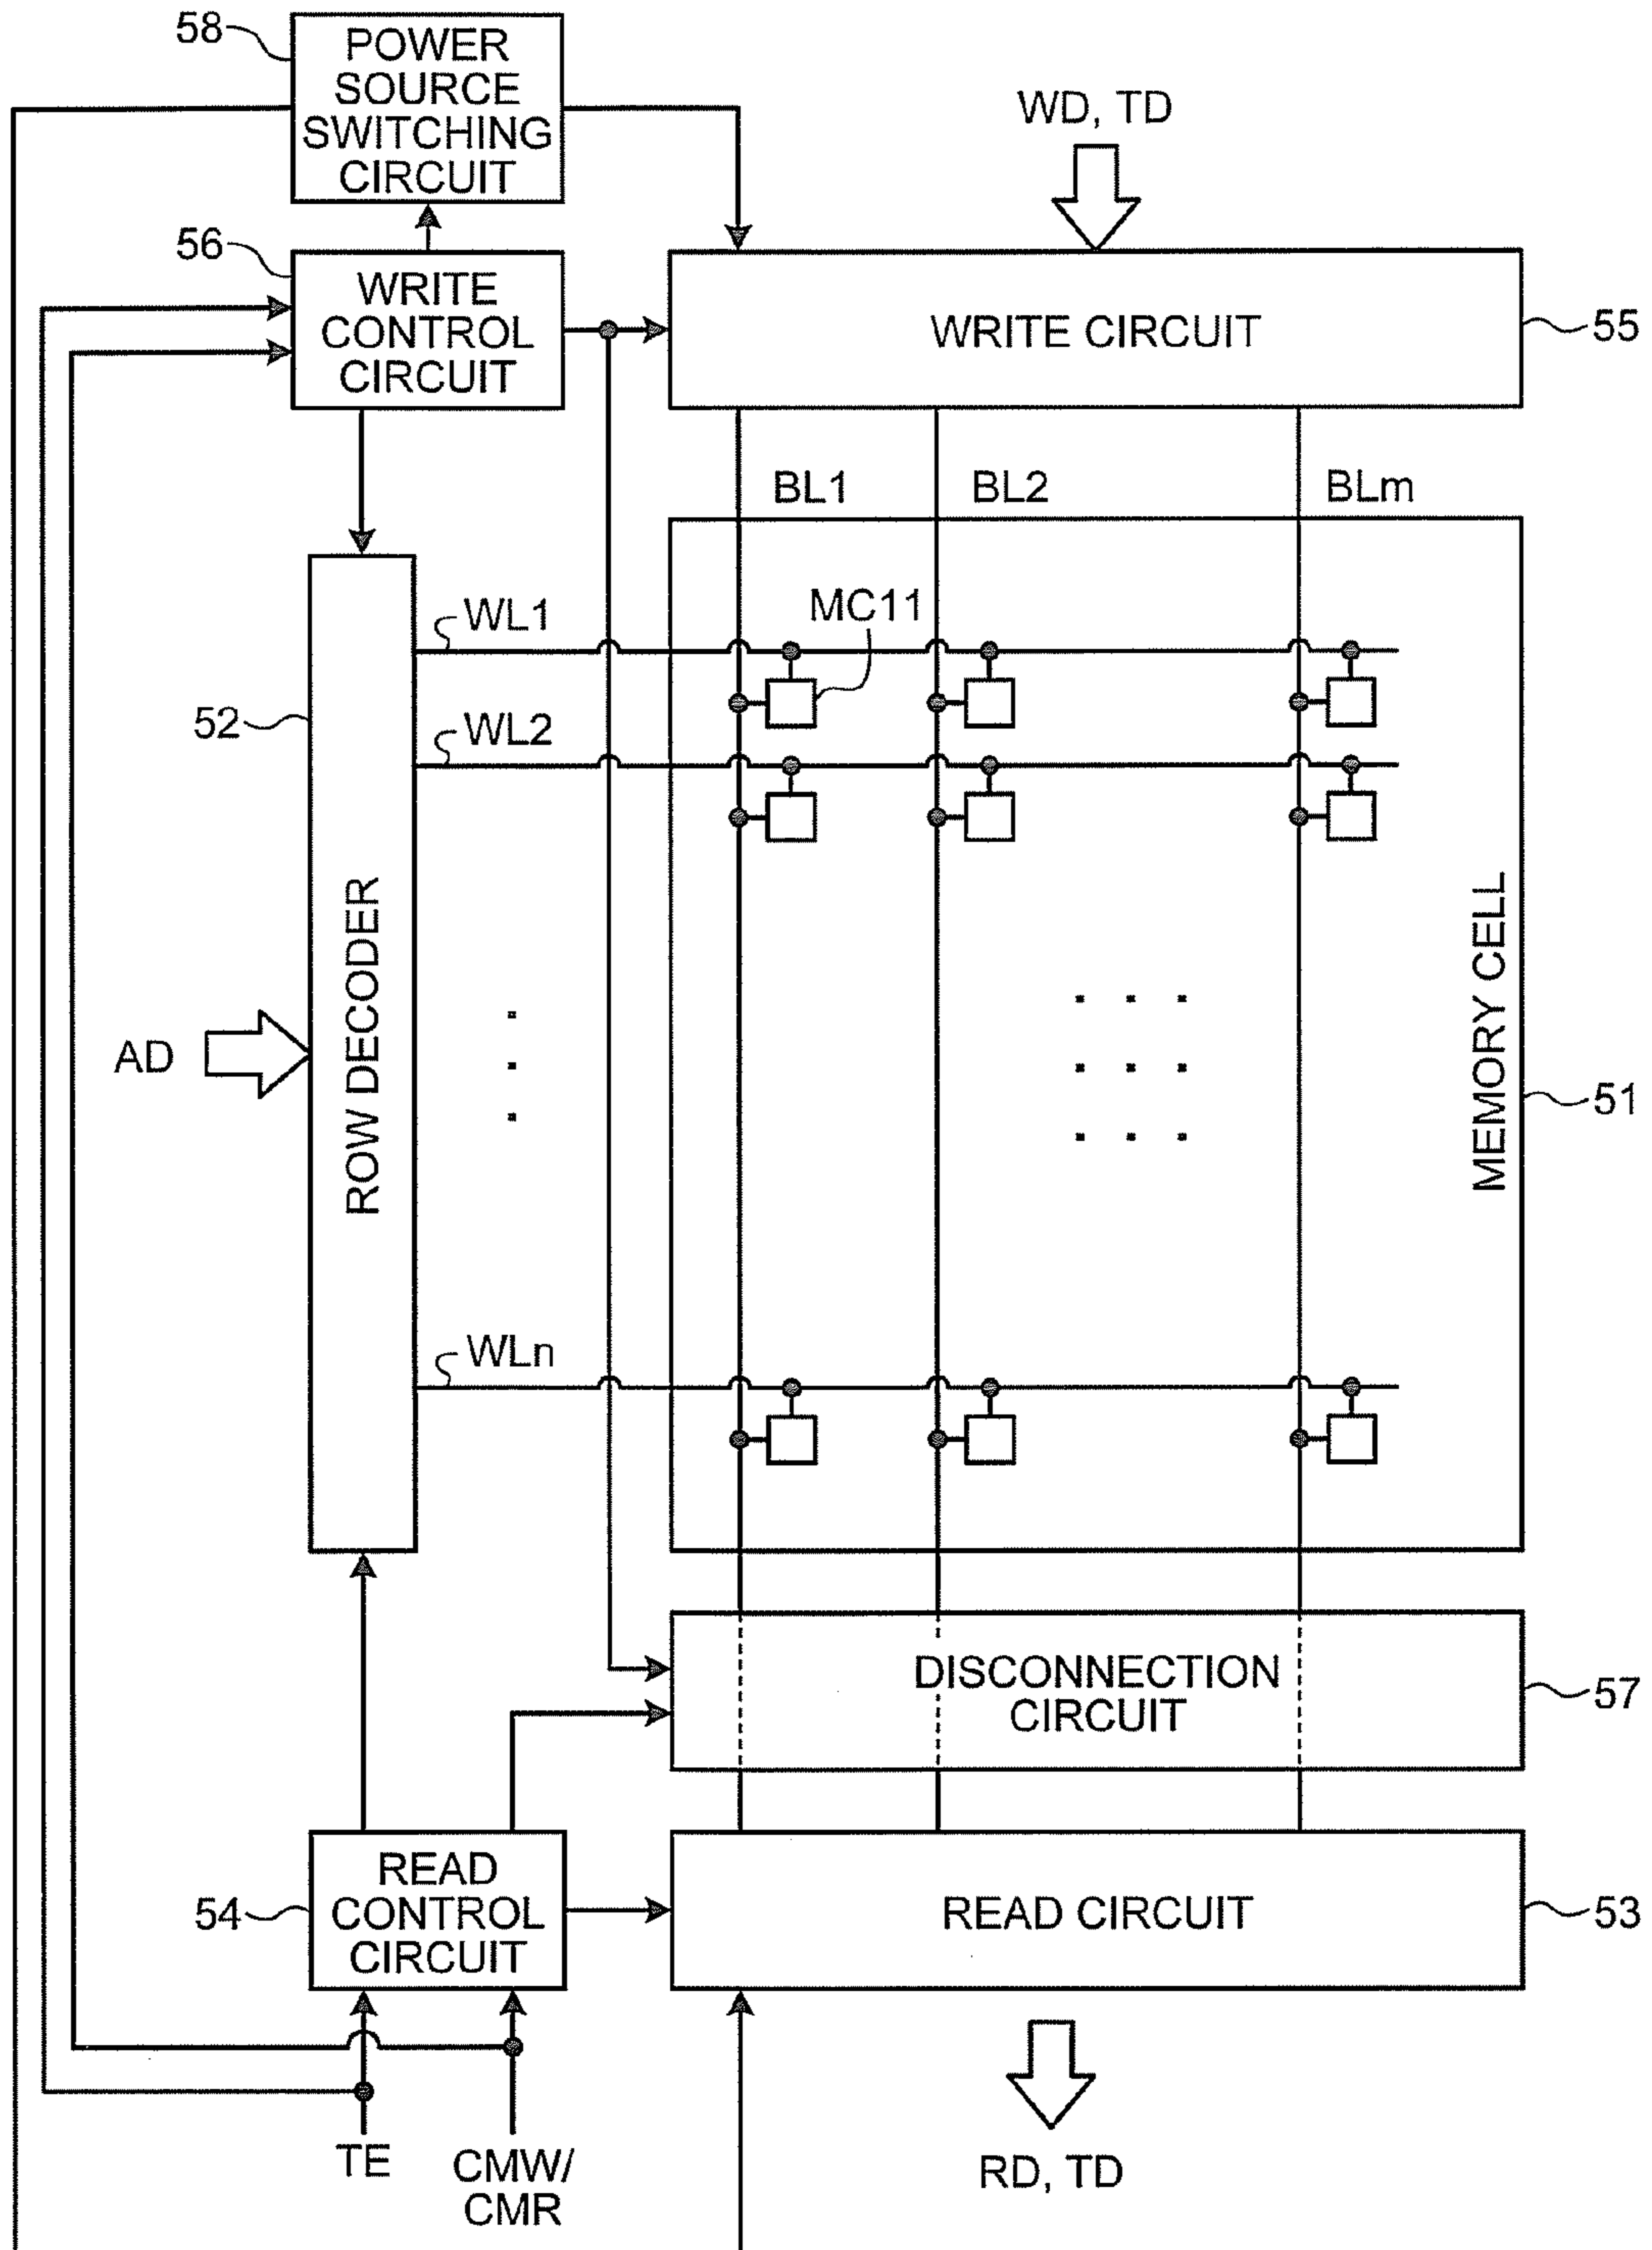 58
POWER
SOURCE
SWITCHING
CIRCUIT
WD, TD
56
WRITE
CONTROL
CIRCUIT
WRITE CIRCUIT
55
BL1
BL2
BLm
WL1
MC11
52
WL2
ROW DECODER
AD
MEMORY CELL
51
WLn
DISCONNECTION
CIRCUIT
57
54
READ
CONTROL
CIRCUIT
READ CIRCUIT
53
TE
CMW/
CMR
RD, TD